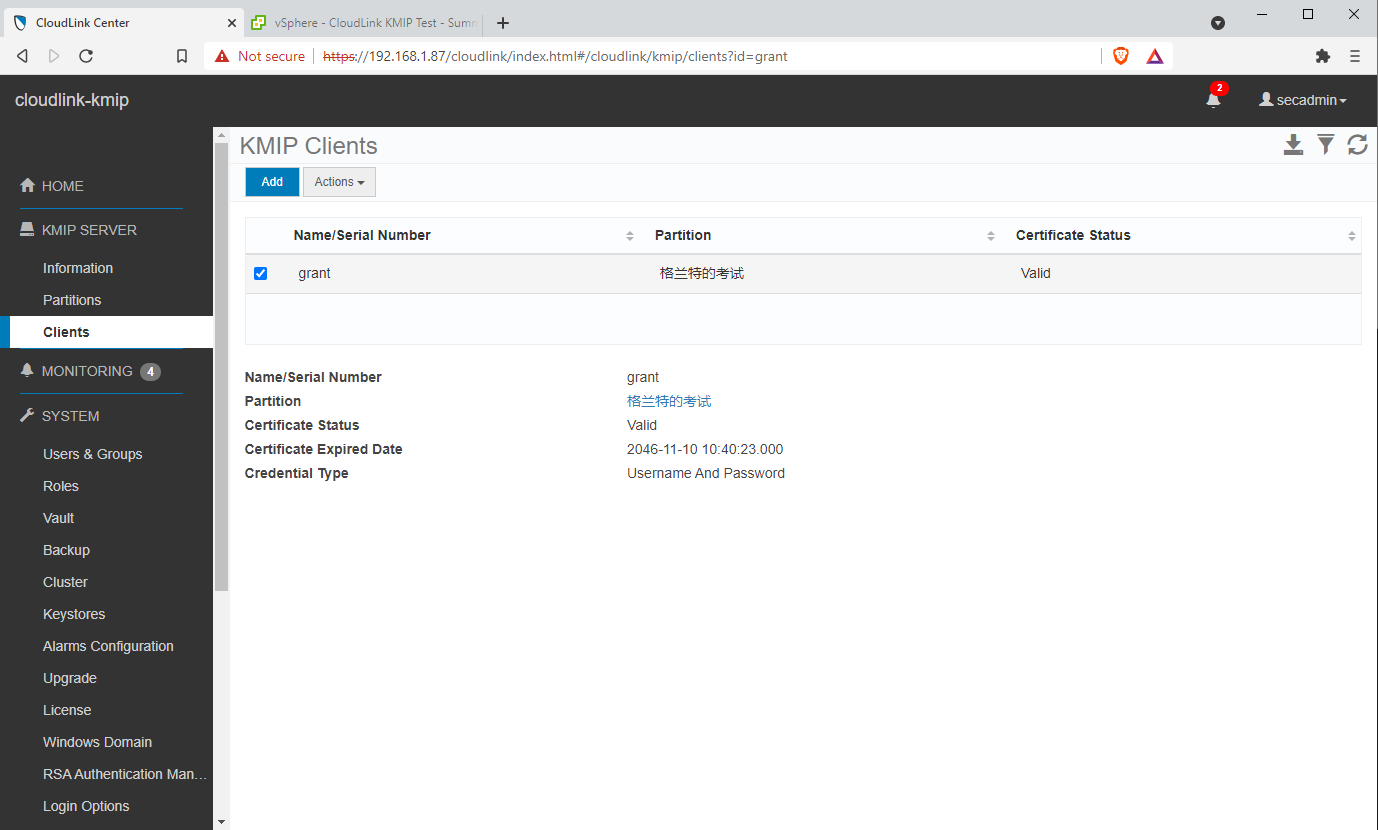 CloudLink Center
vSphere - CloudLink KMIP Test - Summ
Not secure
https://192.168.1.87/cloudlink/index.html#/cloudlink/kmip/clients?id=grant
cloudlink-kmip
2
secadmin
HOME
KMIP SERVER
Information
Partitions
Clients
MONITORING 4
SYSTEM
Users & Groups
Roles
Vault
Backup
Cluster
Keystores
Alarms Configuration
Upgrade
License
Windows Domain
RSA Authentication Man...
Login Options
KMIP Clients
Add Actions
Name/Serial Number Partition Certificate Status
grant 格兰特的考试 Valid
Name/Serial Number grant
Partition 格兰特的考试
Certificate Status Valid
Certificate Expired Date 2046-11-10 10:40:23.000
Credential Type Username And Password